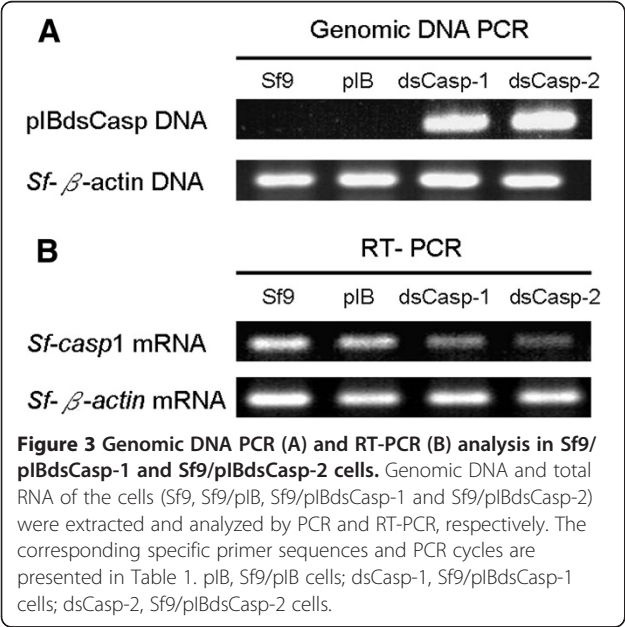 A
Genomic DNA PCR
Sf9 pIB dsCasp-1 dsCasp-2
pIBdsCasp DNA
Sf-β-actin DNA
B
RT- PCR
Sf9 pIB dsCasp-1 dsCasp-2
Sf-casp1 mRNA
Sf-β-actin mRNA
Figure 3 Genomic DNA PCR (A) and RT-PCR (B) analysis in Sf9/
pIBdsCasp-1 and Sf9/pIBdsCasp-2 cells. Genomic DNA and total
RNA of the cells (Sf9, Sf9/pIB, Sf9/pIBdsCasp-1 and Sf9/pIBdsCasp-2)
were extracted and analyzed by PCR and RT-PCR, respectively. The
corresponding specific primer sequences and PCR cycles are
presented in Table 1. pIB, Sf9/pIB cells; dsCasp-1, Sf9/pIBdsCasp-1
cells; dsCasp-2, Sf9/pIBdsCasp-2 cells.